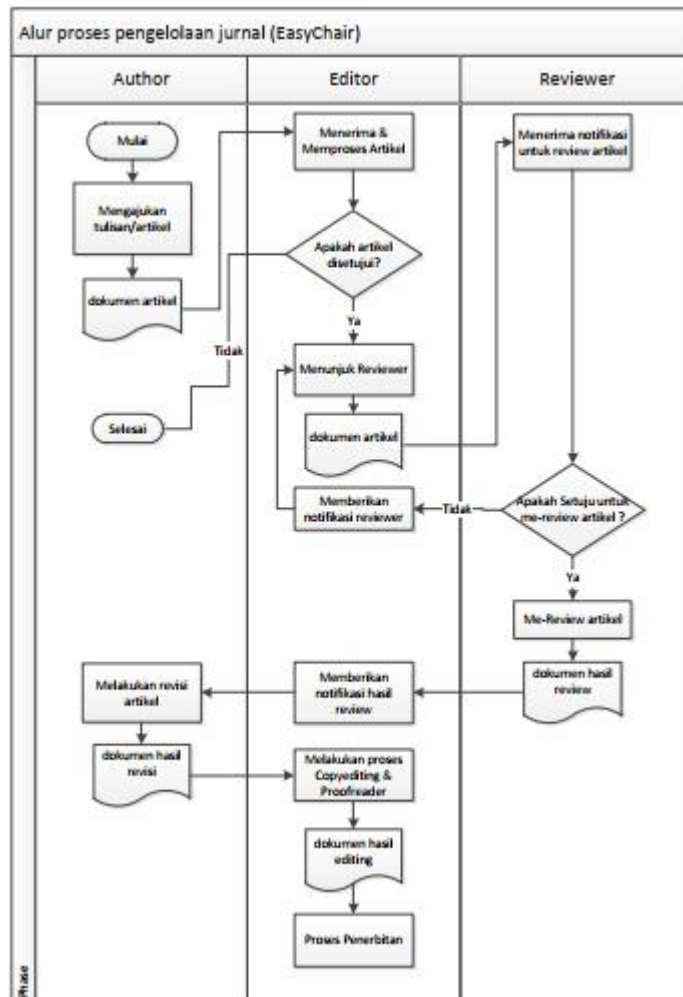 Alur proses pengelolaan jurnal (EasyChair)
Author
Editor
Reviewer
Mulai
Mengajukan
tulisan/artikel
dokumen artikel
Menerima &
Memproses Artikel
Menerima notifikasi
untuk review artikel
Apakah artikel
disetujui?
Tidak
Ya
Selesai
Menunjuk Reviewer
dokumen artikel
Apakah Setuju untuk
me-review artikel ?
Tidak
Memberikan
notifikasi reviewer
Ya
Me-Review artikel
dokumen hasil
review
Memberikan
notifikasi hasil
review
Melakukan revisi
artikel
dokumen hasil
revisi
Melakukan proses
Copyediting &
Proofreader
dokumen hasil
editing
Proses Penerbitan
Phase